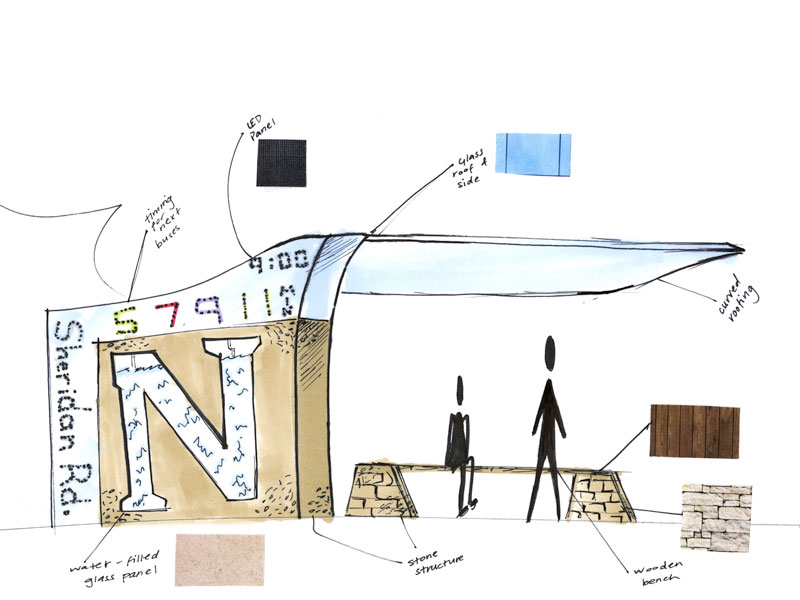 LED
Panel
Glass
roof &
side
timing
for
next
buses
9:00
5 7 9 11 MIN
Sheridan Rd.
N
curved
roofing
water-filled
glass panel
stone
structure
wooden
bench